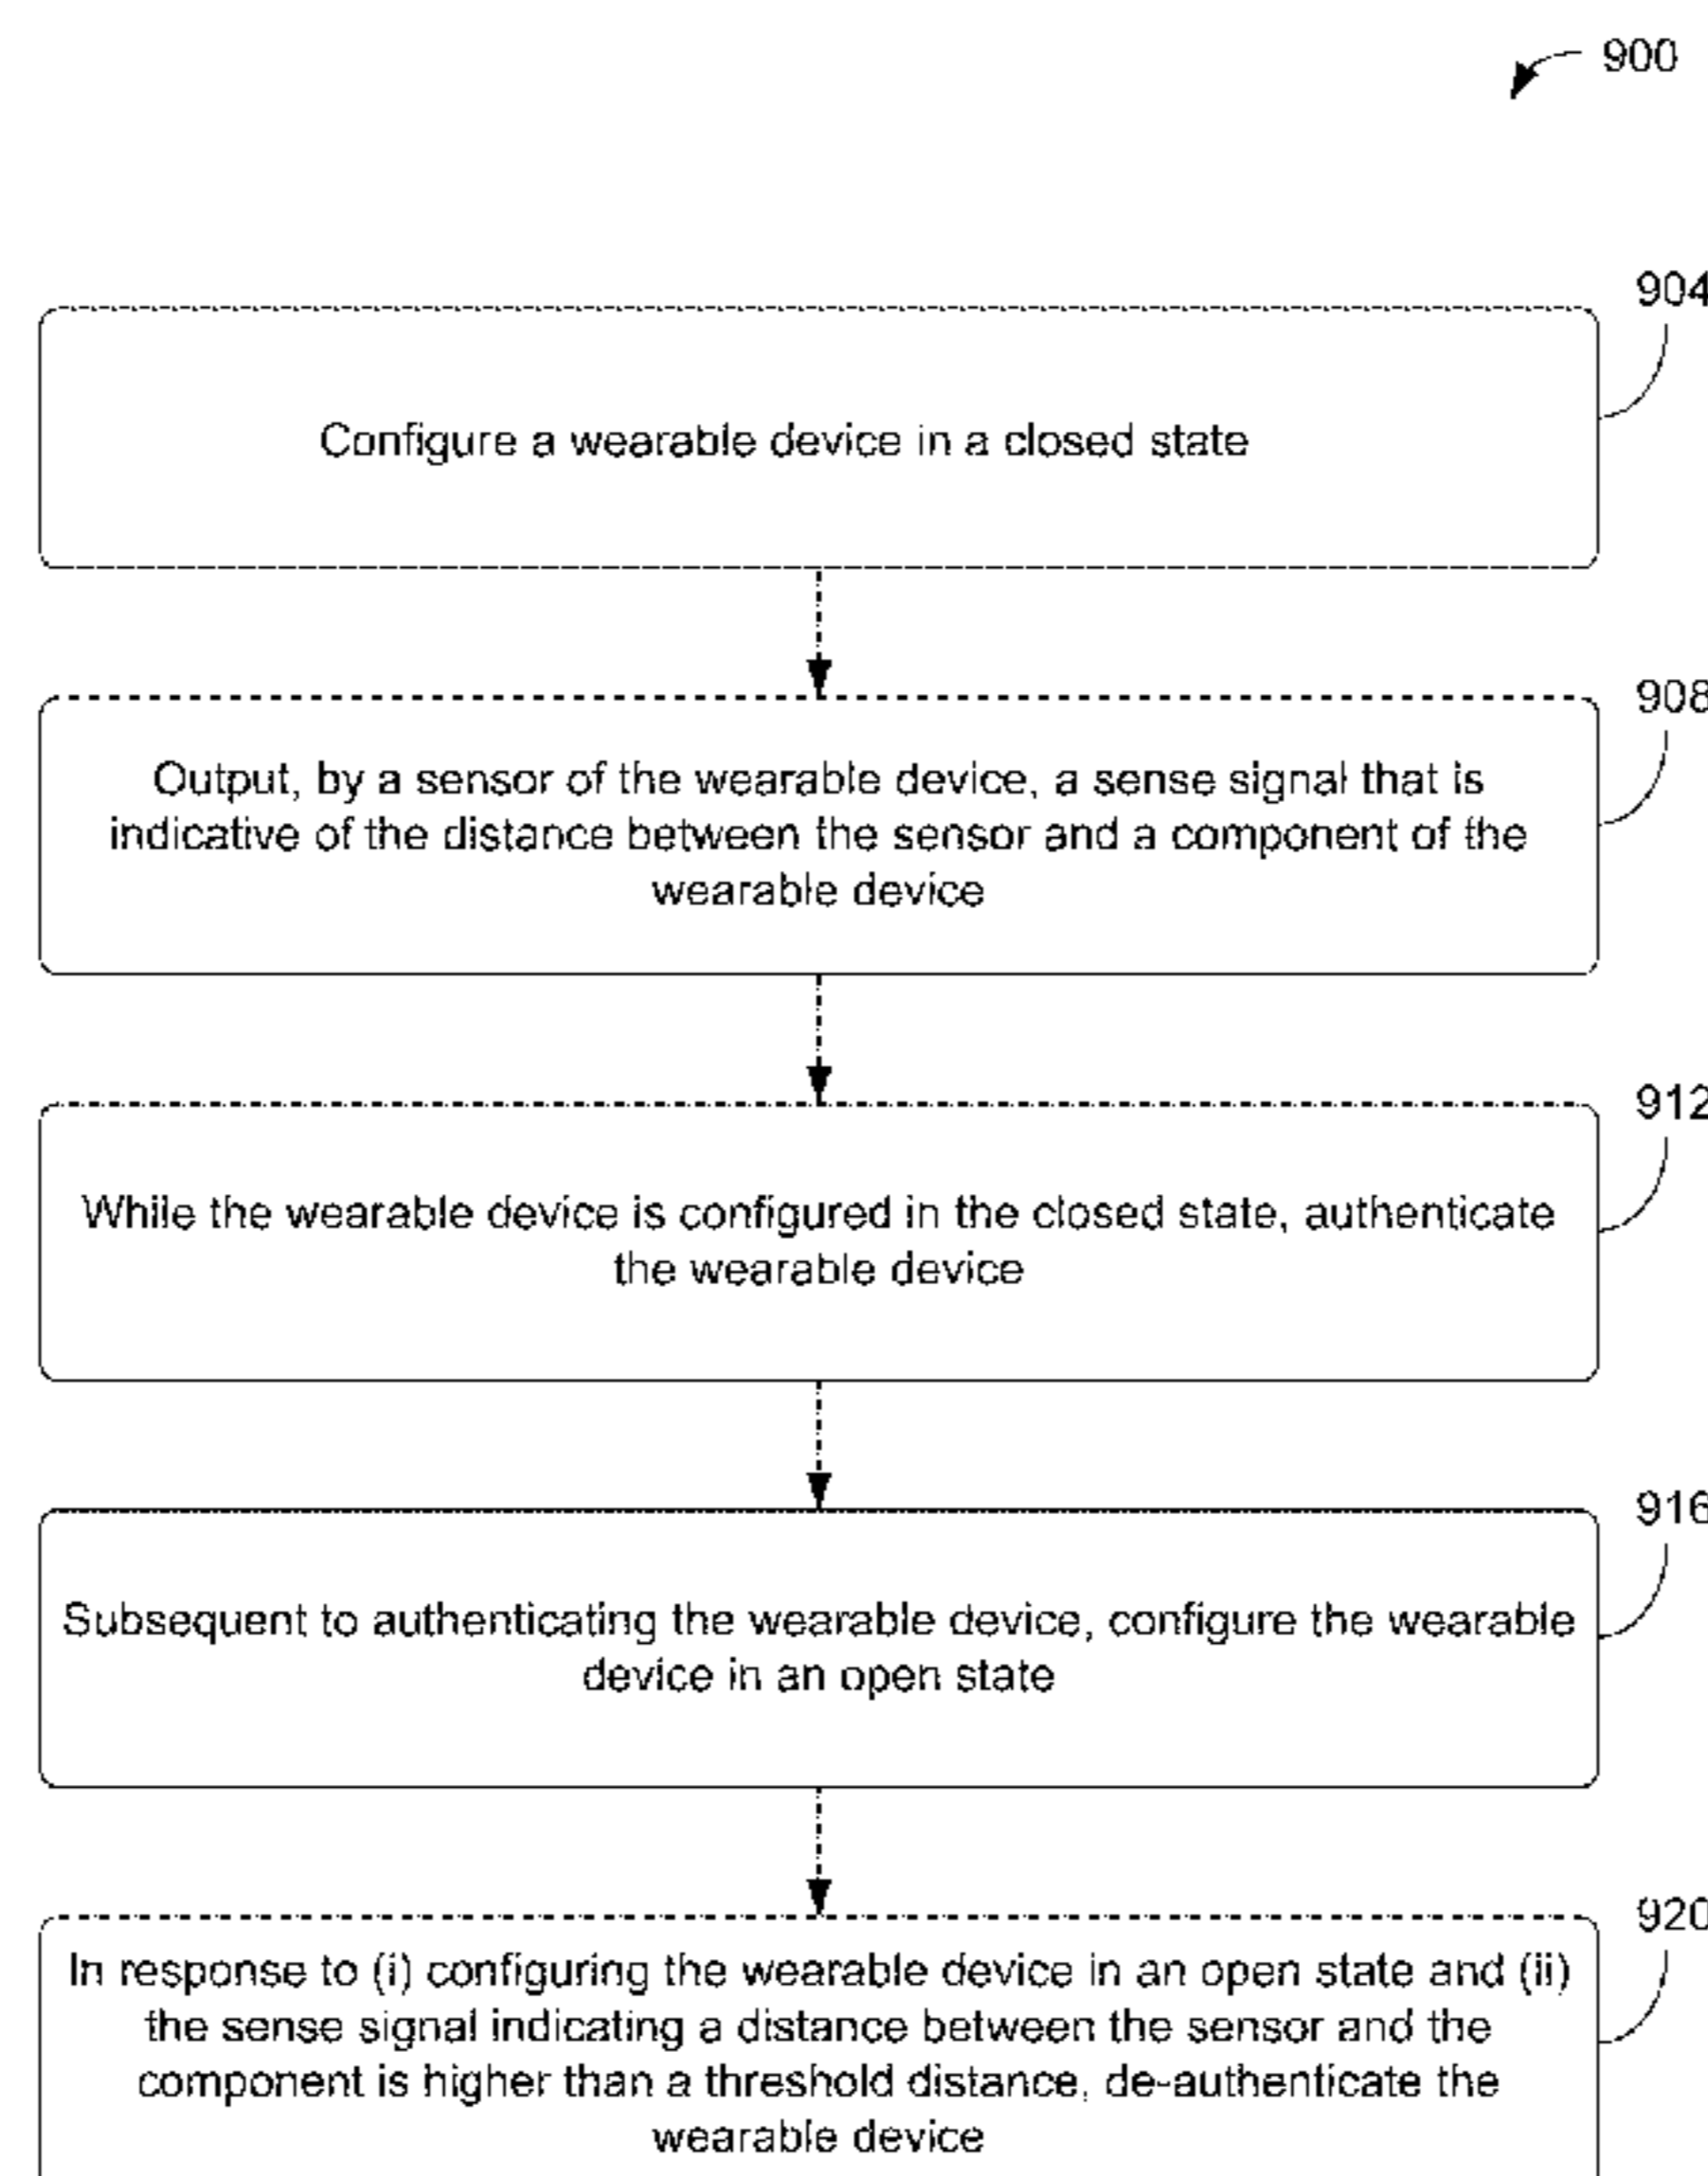 900
904
Configure a wearable device in a closed state
908
Output, by a sensor of the wearable device, a sense signal that is
indicative of the distance between the sensor and a component of the
wearable device
912
While the wearable device is configured in the closed state, authenticate
the wearable device
916
Subsequent to authenticating the wearable device, configure the wearable
device in an open state
920
In response to (i) configuring the wearable device in an open state and (ii)
the sense signal indicating a distance between the sensor and the
component is higher than a threshold distance, de-authenticate the
wearable device